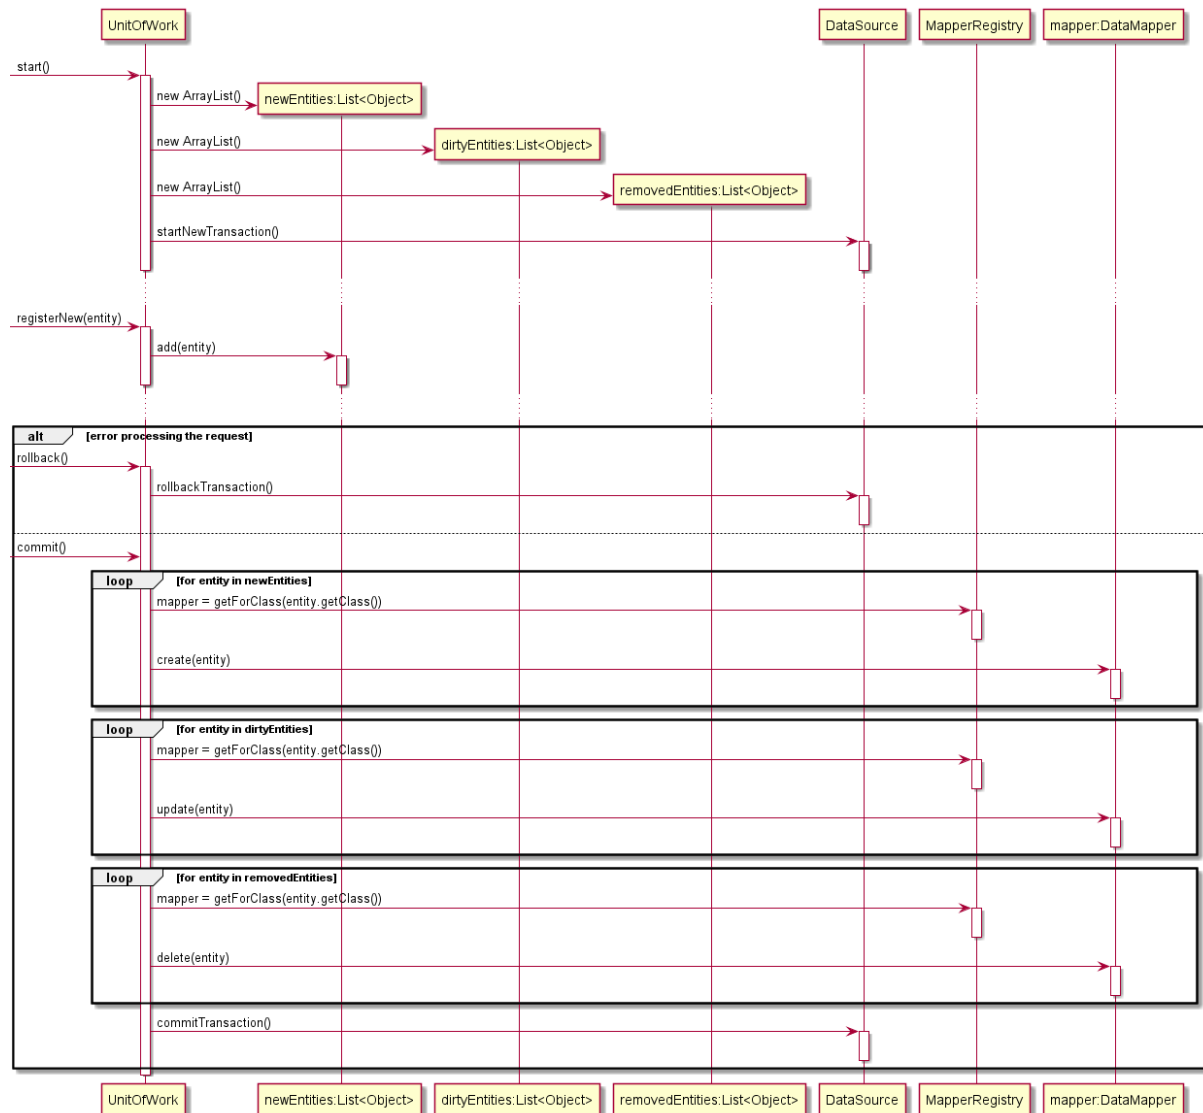 UnitOfWork
DataSource
MapperRegistry
mapper:DataMapper
start()
new ArrayList()
newEntities:List<Object>
new ArrayList()
dirtyEntities:List<Object>
new ArrayList()
removedEntities:List<Object>
startNewTransaction()
registerNew(entity)
add(entity)
alt
[error processing the request]
rollback()
rollbackTransaction()
commit()
loop
[for entity in newEntities]
mapper = getForClass(entity.getClass())
create(entity)
loop
[for entity in dirtyEntities]
mapper = getForClass(entity.getClass())
update(entity)
loop
[for entity in removedEntities]
mapper = getForClass(entity.getClass())
delete(entity)
commitTransaction()
UnitOfWork
newEntities:List<Object>
dirtyEntities:List<Object>
removedEntities:List<Object>
DataSource
MapperRegistry
mapper:DataMapper